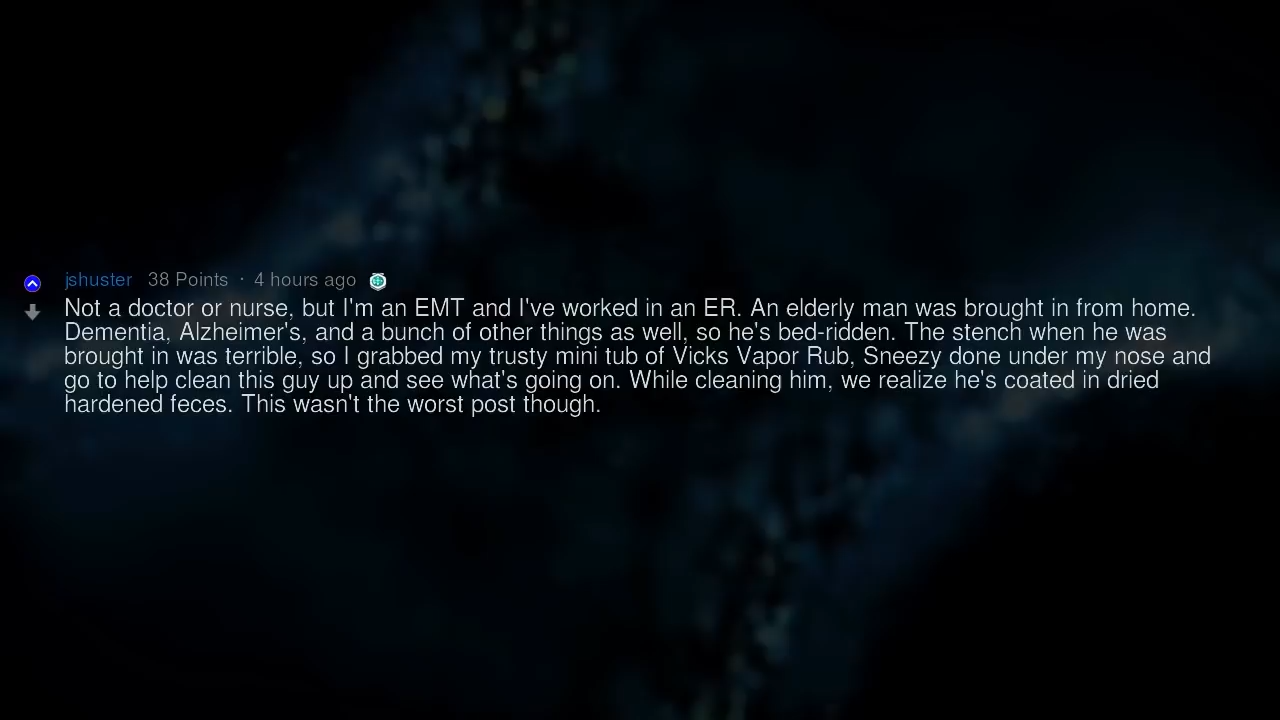 jshuster 38 Points · 4 hours ago
Not a doctor or nurse, but I'm an EMT and I've worked in an ER. An elderly man was brought in from home.
Dementia, Alzheimer's, and a bunch of other things as well, so he's bed-ridden. The stench when he was
brought in was terrible, so I grabbed my trusty mini tub of Vicks Vapor Rub, Sneezy done under my nose and
go to help clean this guy up and see what's going on. While cleaning him, we realize he's coated in dried
hardened feces. This wasn't the worst post though.